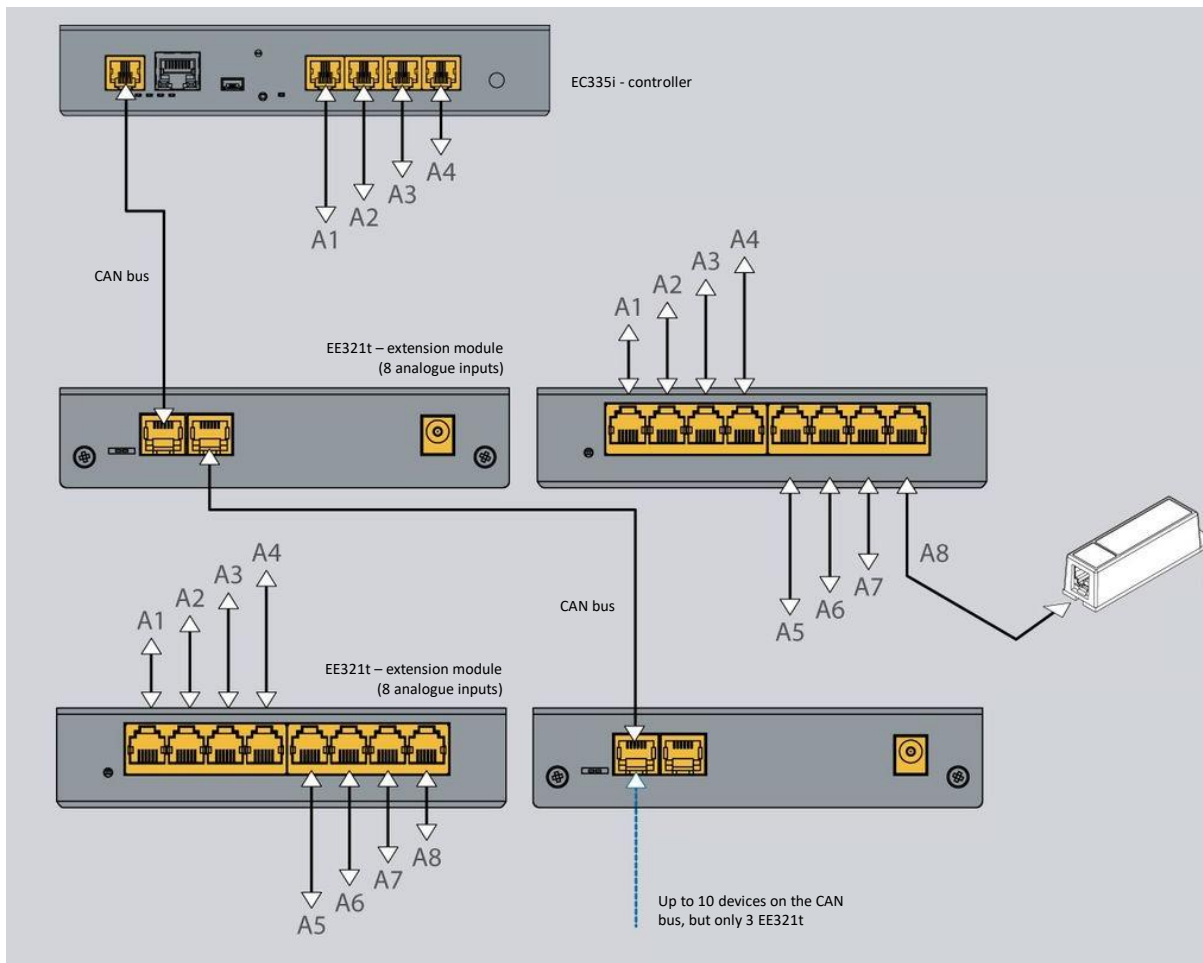 EC335i - controller
A4
A3
A2
A1
A4
A3
A2
A1
CAN bus
EE321t – extension module
(8 analogue inputs)
A8
A7
A6
A5
CAN bus
A4
A3
A2
A1
EE321t – extension module
(8 analogue inputs)
A8
A7
A6
A5
Up to 10 devices on the CAN
bus, but only 3 EE321t